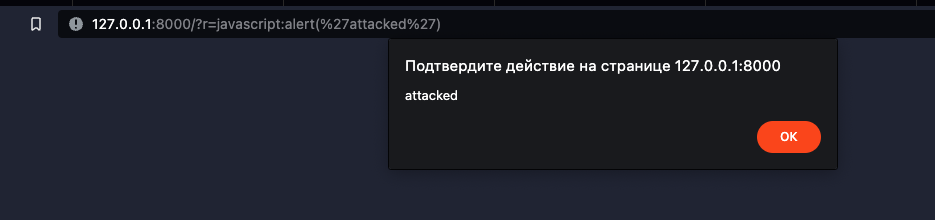 127.0.0.1:8000/?r=javascript:alert(%27attacked%27)
Подтвердите действие на странице 127.0.0.1:8000
attacked
ОК